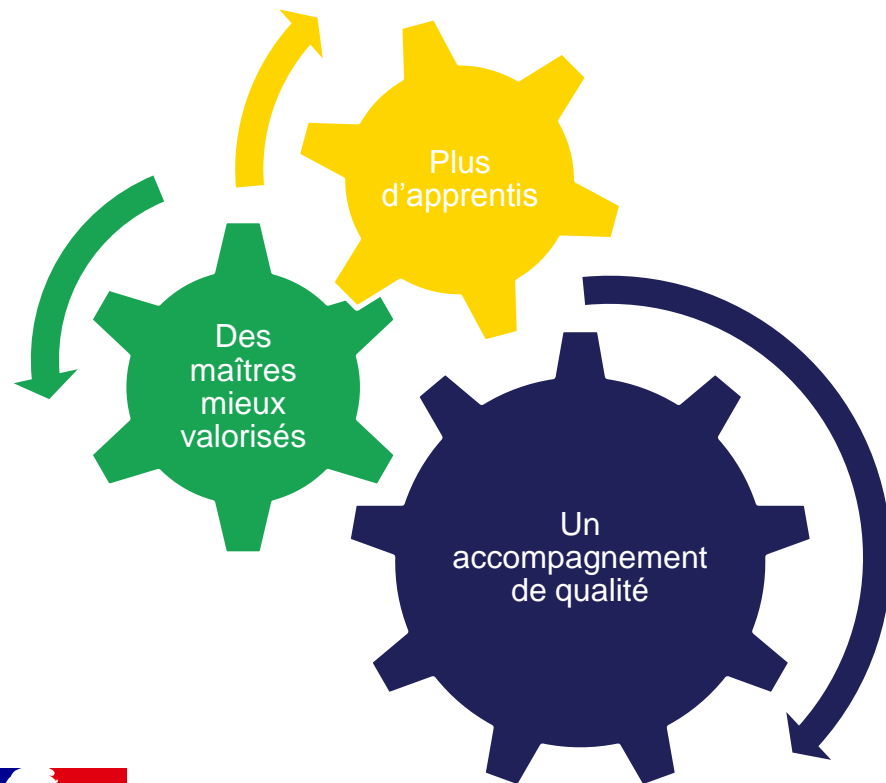 Plus
d’apprentis
Des
maîtres
mieux
valorisés
Un
accompagnement
de qualité